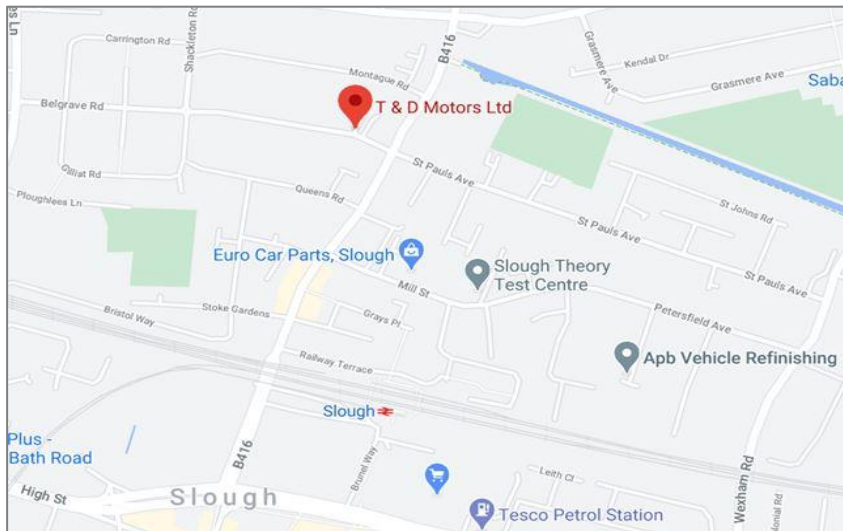 Carrington Rd
Shackleton Rd
es Ln
B416
Grasmere Ave
Kendal Dr
Grasmere Ave
Montague Rd
Saba
Belgrave Rd
T & D Motors Ltd
Gilliat Rd
Ploughlees Ln
Queens Rd
St Pauls Ave
St Johns Rd
St Pauls Ave
St Pauls Ave
Euro Car Parts, Slough
Slough Theory
Test Centre
Mill St
Bristol Way
Stoke Gardens
Grays Pl
Petersfield Ave
Railway Terrace
Apb Vehicle Refinishing
Slough
Plus -
Bath Road
B416
Brunel Way
Leith Cl
Wexham Rd
High St
Slough
Tesco Petrol Station
lonial Rd